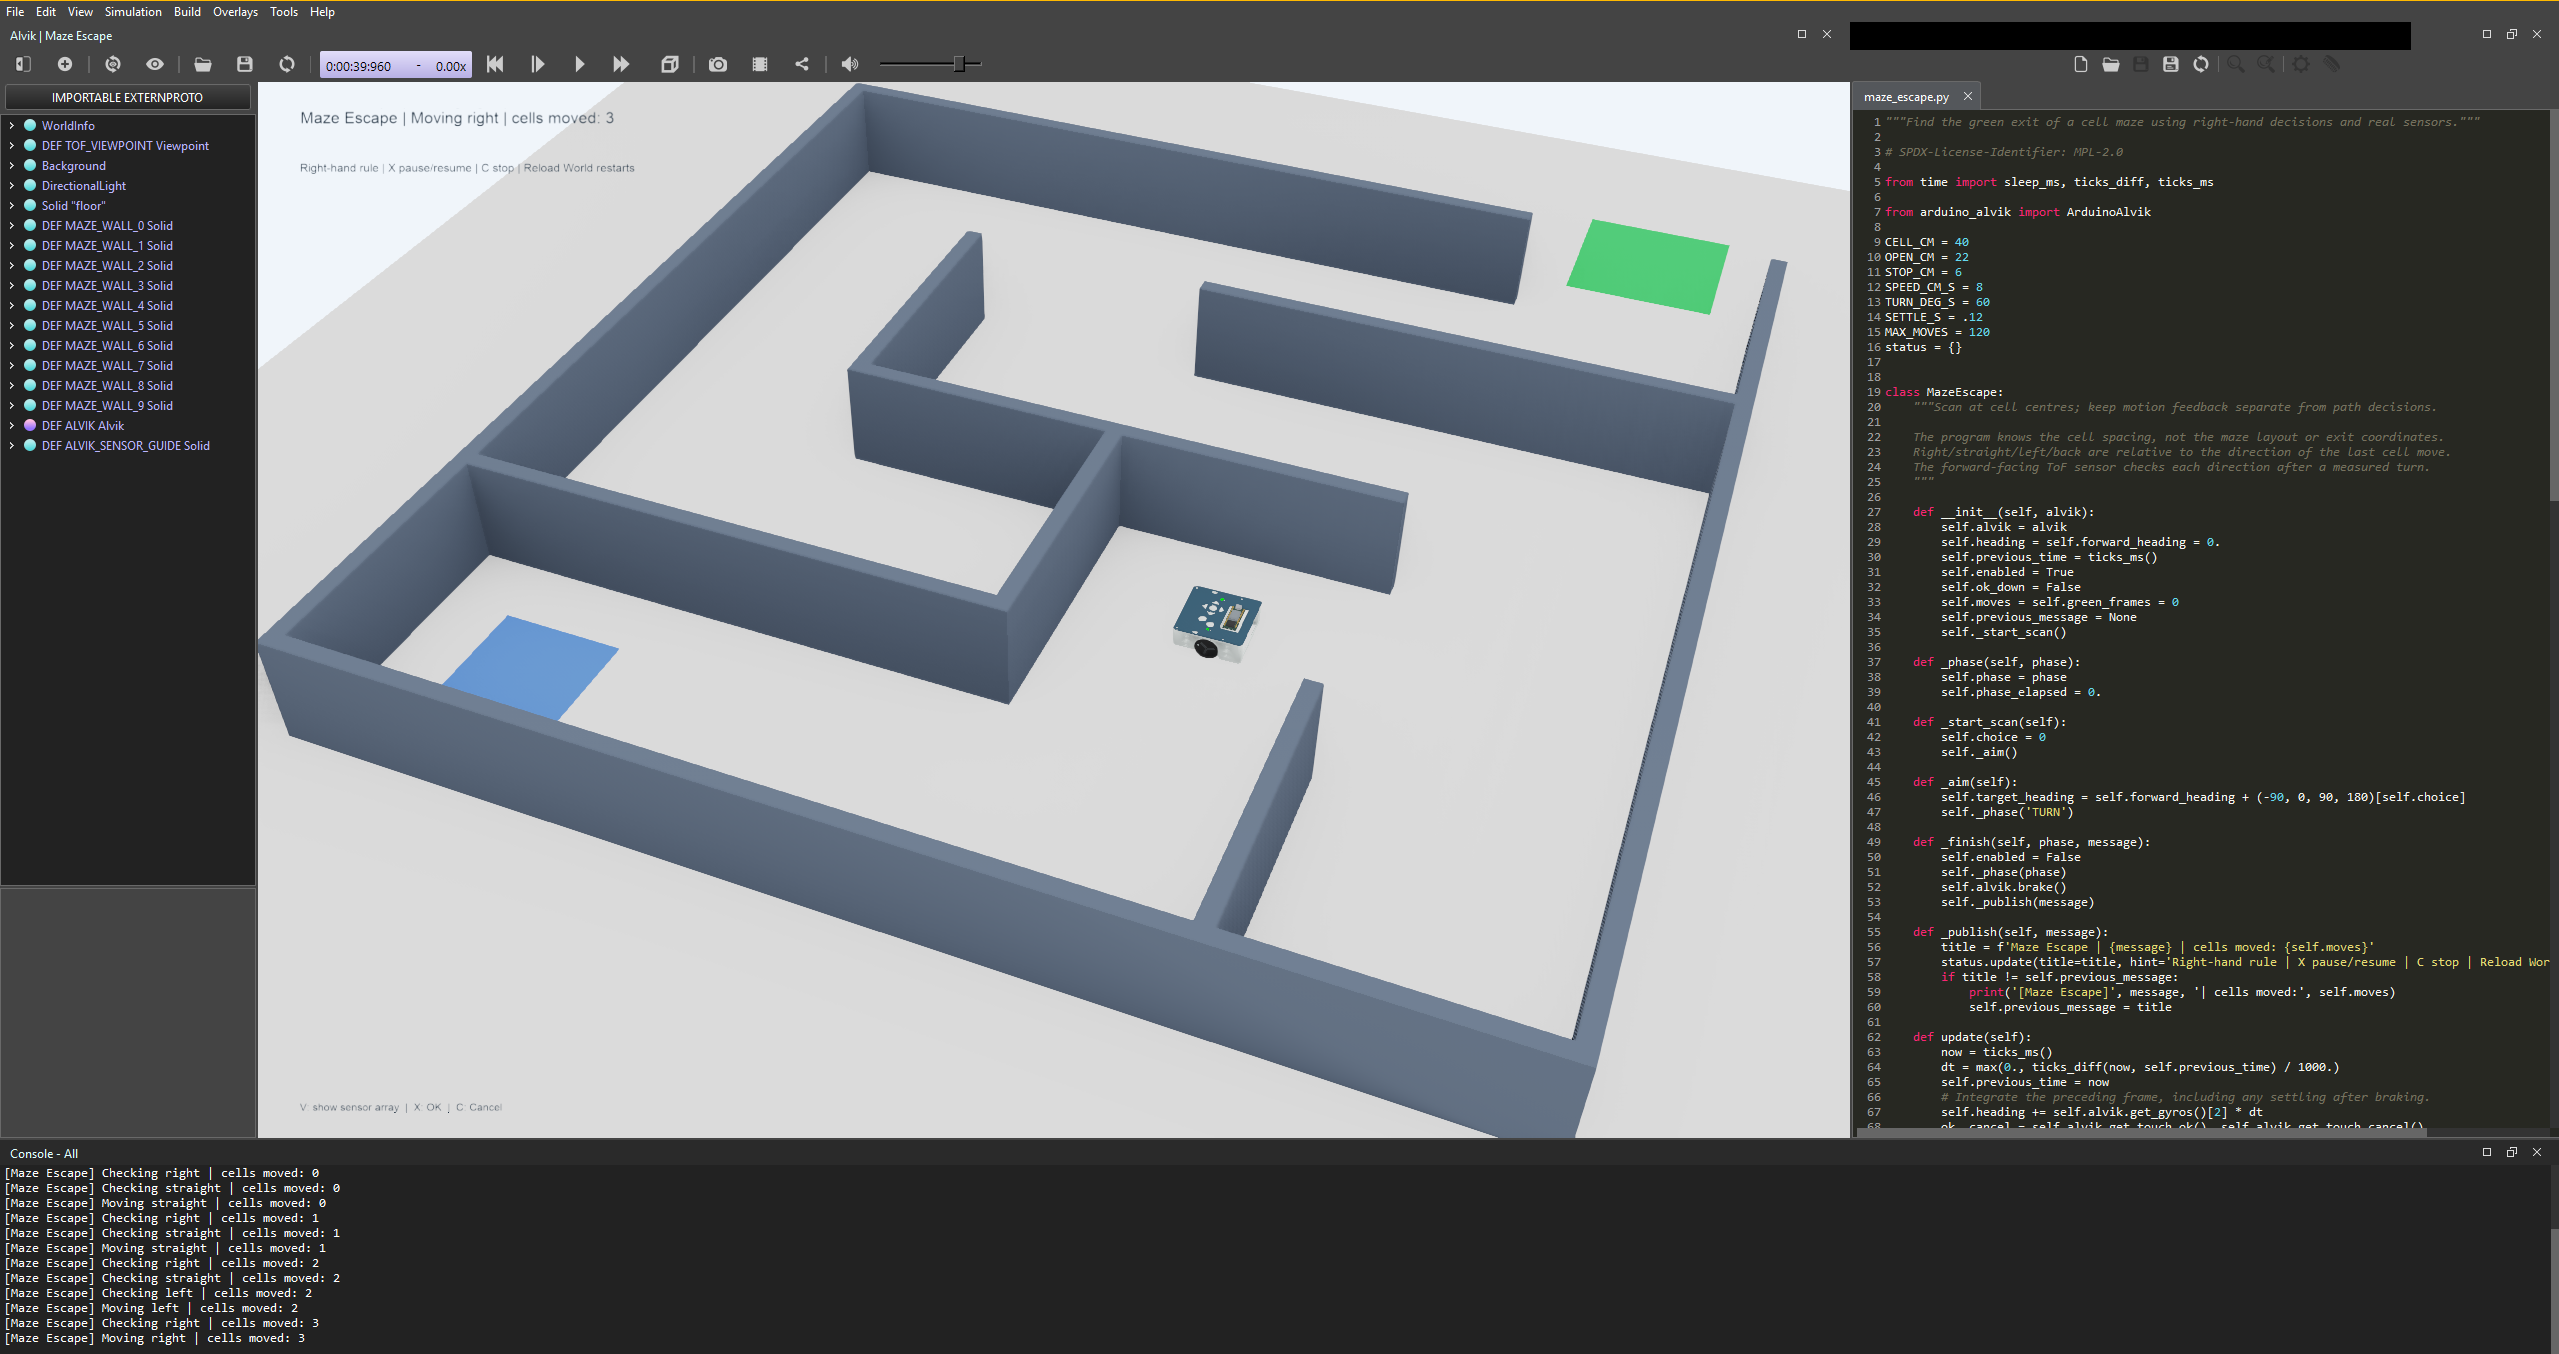 File Edit View Simulation Build Overlays Tools Help
Alvik | Maze Escape
0:00:39:960 - 0.00x
IMPORTABLE EXTERNPROTO
WorldInfo
DEF TOF_VIEWPOINT Viewpoint
Background
DirectionalLight
Solid "floor"
DEF MAZE_WALL_0 Solid
DEF MAZE_WALL_1 Solid
DEF MAZE_WALL_2 Solid
DEF MAZE_WALL_3 Solid
DEF MAZE_WALL_4 Solid
DEF MAZE_WALL_5 Solid
DEF MAZE_WALL_6 Solid
DEF MAZE_WALL_7 Solid
DEF MAZE_WALL_8 Solid
DEF MAZE_WALL_9 Solid
DEF ALVIK Alvik
DEF ALVIK_SENSOR_GUIDE Solid
Maze Escape | Moving right | cells moved: 3
Right-hand rule | X pause/resume | C stop | Reload World restarts
V: show sensor array | X: OK | C: Cancel
maze_escape.py
1 """Find the green exit of a cell maze using right-hand decisions and real sensors."""
2
3 # SPDX-License-Identifier: MPL-2.0
4
5 from time import sleep_ms, ticks_diff, ticks_ms
6
7 from arduino_alvik import ArduinoAlvik
8
9 CELL_CM = 40
10 OPEN_CM = 22
11 STOP_CM = 6
12 SPEED_CM_S = 8
13 TURN_DEG_S = 60
14 SETTLE_S = .12
15 MAX_MOVES = 120
16 status = {}
17
18
19 class MazeEscape:
20 """Scan at cell centres; keep motion feedback separate from path decisions.
21
22 The program knows the cell spacing, not the maze layout or exit coordinates.
23 Right/straight/left/back are relative to the direction of the last cell move.
24 The forward-facing ToF sensor checks each direction after a measured turn.
25 """
26
27 def __init__(self, alvik):
28 self.alvik = alvik
29 self.heading = self.forward_heading = 0.
30 self.previous_time = ticks_ms()
31 self.enabled = True
32 self.ok_down = False
33 self.moves = self.green_frames = 0
34 self.previous_message = None
35 self._start_scan()
36
37 def _phase(self, phase):
38 self.phase = phase
39 self.phase_elapsed = 0.
40
41 def _start_scan(self):
42 self.choice = 0
43 self._aim()
44
45 def _aim(self):
46 self.target_heading = self.forward_heading + (-90, 0, 90, 180)[self.choice]
47 self._phase('TURN')
48
49 def _finish(self, phase, message):
50 self.enabled = False
51 self._phase(phase)
52 self.alvik.brake()
53 self._publish(message)
54
55 def _publish(self, message):
56 title = f'Maze Escape | {message} | cells moved: {self.moves}'
57 status.update(title=title, hint='Right-hand rule | X pause/resume | C stop | Reload Wor
58 if title != self.previous_message:
59 print('[Maze Escape]', message, '| cells moved:', self.moves)
60 self.previous_message = title
61
62 def update(self):
63 now = ticks_ms()
64 dt = max(0., ticks_diff(now, self.previous_time) / 1000.)
65 self.previous_time = now
66 # Integrate the preceding frame, including any settling after braking.
67 self.heading += self.alvik.get_gyros()[2] * dt
68 ok, cancel = self.alvik.get_touch_ok(), self.alvik.get_touch_cancel()
Console - All
[Maze Escape] Checking right | cells moved: 0
[Maze Escape] Checking straight | cells moved: 0
[Maze Escape] Moving straight | cells moved: 0
[Maze Escape] Checking right | cells moved: 1
[Maze Escape] Checking straight | cells moved: 1
[Maze Escape] Moving straight | cells moved: 1
[Maze Escape] Checking right | cells moved: 2
[Maze Escape] Checking straight | cells moved: 2
[Maze Escape] Checking left | cells moved: 2
[Maze Escape] Moving left | cells moved: 2
[Maze Escape] Checking right | cells moved: 3
[Maze Escape] Moving right | cells moved: 3